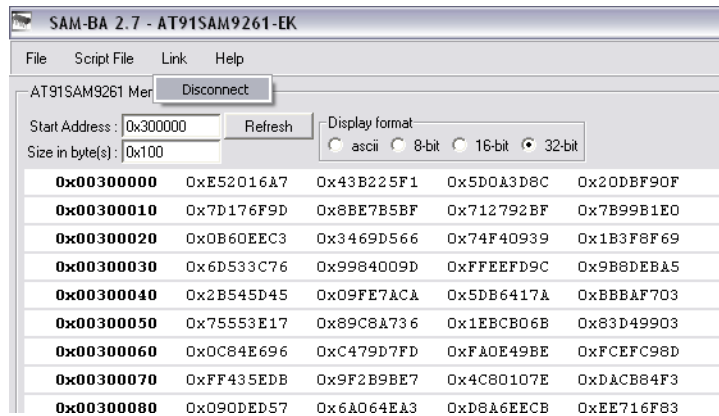 SAM-BA 2.7 - AT91SAM9261-EK
File Script File Link Help
AT91SAM9261 Mer Disconnect
Start Address : 0x300000 Refresh Display format
Size in byte(s) : 0x100 ascii 8-bit 16-bit 32-bit
0x00300000 0xE52016A7 0x43B225F1 0x5D0A3D8C 0x20DBF90F
0x00300010 0x7D176F9D 0x8BE7B5BF 0x712792BF 0x7B99B1E0
0x00300020 0x0B60EEC3 0x3469D566 0x74F40939 0x1B3F8F69
0x00300030 0x6D533C76 0x9984009D 0xFFEEFD9C 0x9B8DEBA5
0x00300040 0x2B545D45 0x09FE7ACA 0x5DB6417A 0xBBBAF703
0x00300050 0x75553E17 0x89C8A736 0x1EBCB06B 0x83D49903
0x00300060 0x0C84E696 0xC479D7FD 0xFA0E49BE 0xFCEFC98D
0x00300070 0xFF435EDB 0x9F2B9BE7 0x4C80107E 0xDACB84F3
0x00300080 0x090DED57 0x6A064EA3 0xD8A6EECB 0xEE716F83